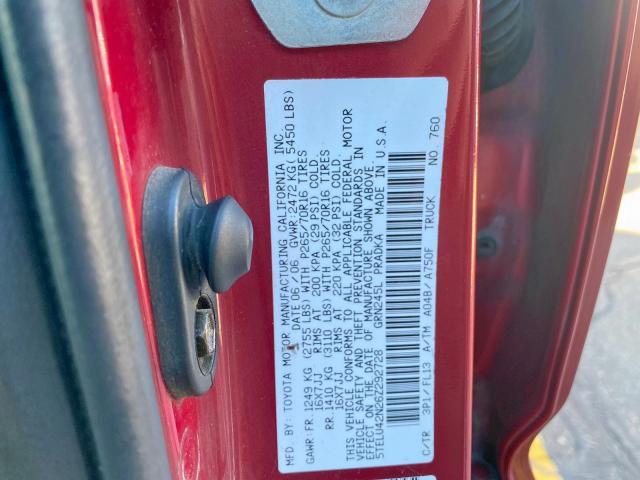 MFD. BY: TOYOTA MOTOR MANUFACTURING CALIFORNIA INC.
DATE 06/06 GVWR: 2472 KG( 5450 LBS)
GAWR: FR. 1249 KG (2755 LBS) WITH P265/70R16 TIRES
16X7JJ RIMS AT 200 KPA (29 PSI) COLD.
RR. 1410 KG (3110 LBS) WITH P265/70R16 TIRES
16X7JJ RIMS AT 220 KPA (32 PSI) COLD.
THIS VEHICLE CONFORMS TO ALL APPLICABLE FEDERAL MOTOR
VEHICLE SAFETY AND THEFT PREVENTION STANDARDS IN
EFFECT ON THE DATE OF MANUFACTURE SHOWN ABOVE.
5TELU42N26Z292728 GRN245L PRADKA MADE IN U.S.A.
C/TR 3P1/FL13 A/TM A04B/A750F TRUCK NO. 760